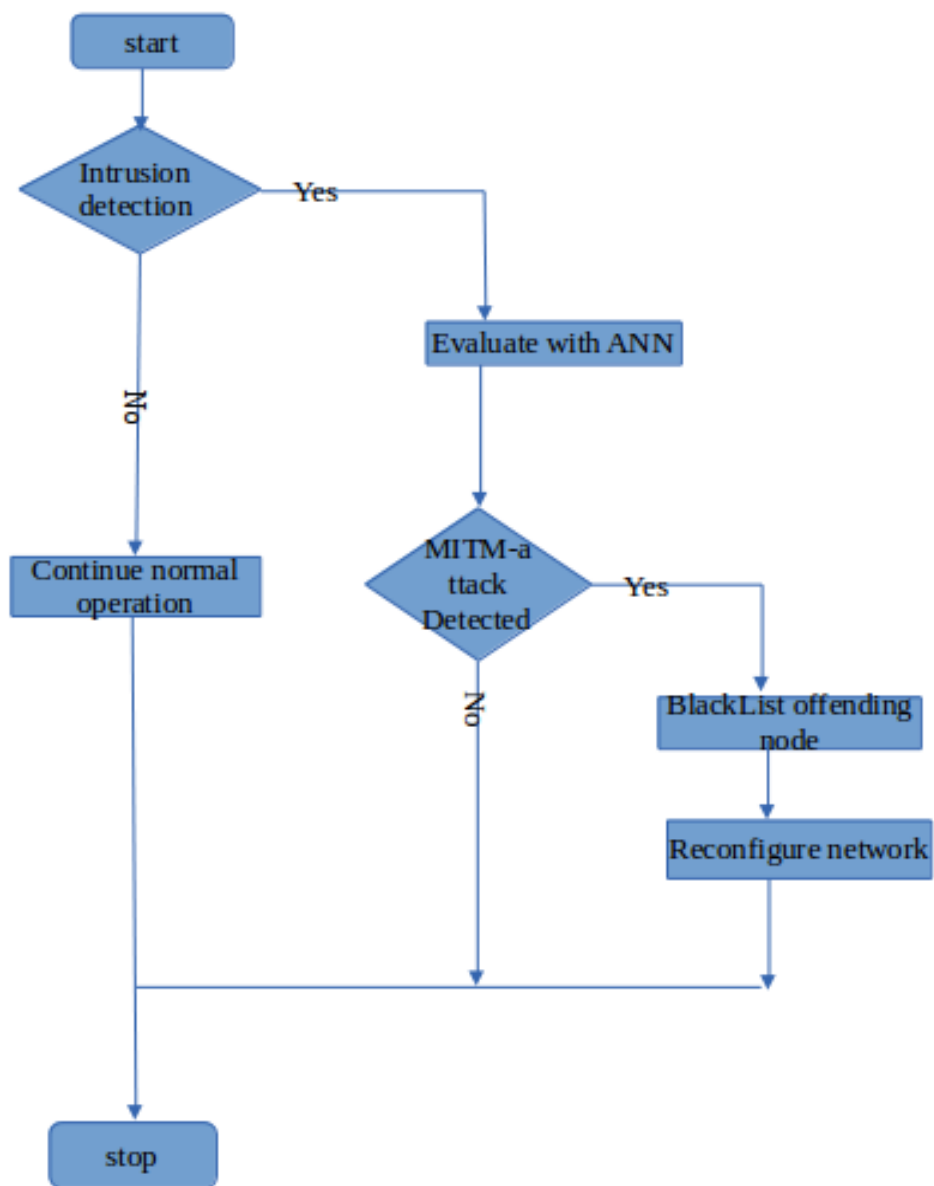 start
Intrusion
detection
Yes
No
Evaluate with ANN
Continue normal
operation
MITM-a
ttack
Detected
Yes
No
BlackList offending
node
Reconfigure network
stop